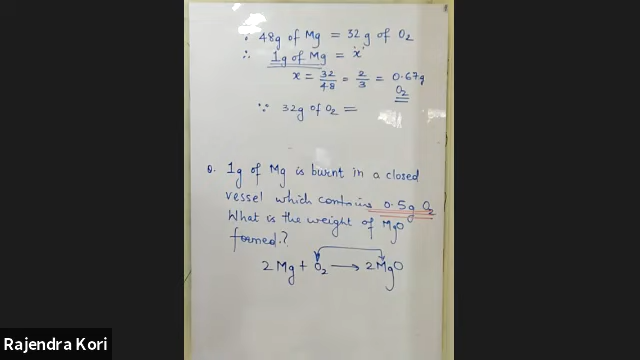 ∴ 48g of Mg = 32 g of O₂
∴ 1g of Mg = 'x'
x = 32/48 = 2/3 = 0.67g
O₂
∵ 32g of O₂ =
Q. 1g of Mg is burnt in a closed
vessel which contains 0.5g O₂
What is the weight of MgO
formed.?
2Mg + O₂ ⟶ 2MgO
Rajendra Kori